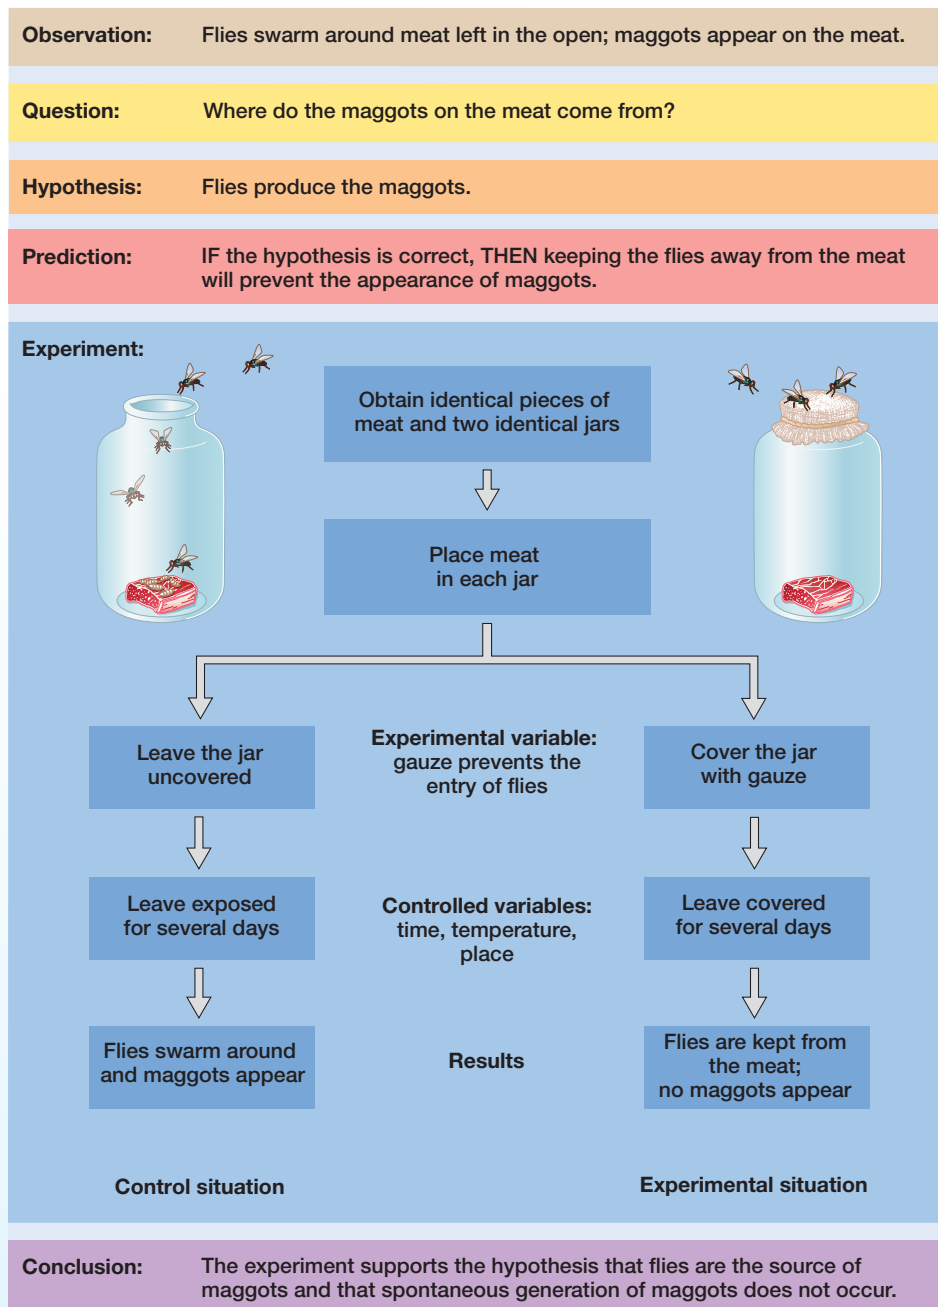 Observation: Flies swarm around meat left in the open; maggots appear on the meat.
Question: Where do the maggots on the meat come from?
Hypothesis: Flies produce the maggots.
Prediction: IF the hypothesis is correct, THEN keeping the flies away from the meat
will prevent the appearance of maggots.
Experiment:
Obtain identical pieces of
meat and two identical jars
Place meat
in each jar
Leave the jar
uncovered
Experimental variable:
gauze prevents the
entry of flies
Cover the jar
with gauze
Leave exposed
for several days
Controlled variables:
time, temperature,
place
Leave covered
for several days
Flies swarm around
and maggots appear
Results
Flies are kept from
the meat;
no maggots appear
Control situation
Experimental situation
Conclusion: The experiment supports the hypothesis that flies are the source of
maggots and that spontaneous generation of maggots does not occur.